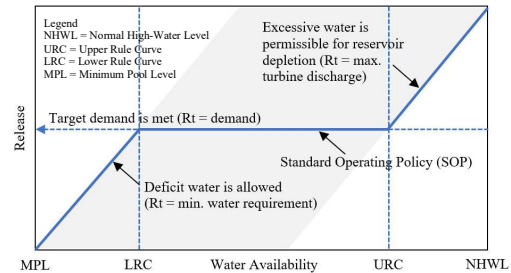 Legend
NHWL = Normal High-Water Level
URC = Upper Rule Curve
LRC = Lower Rule Curve
MPL = Minimum Pool Level
Excessive water is
permissible for reservoir
depletion (Rt = max.
turbine discharge)
Target demand is met (Rt = demand)
Release
Standard Operating Policy (SOP)
Deficit water is allowed
(Rt = min. water requirement)
MPL
LRC
Water Availability
URC
NHWL